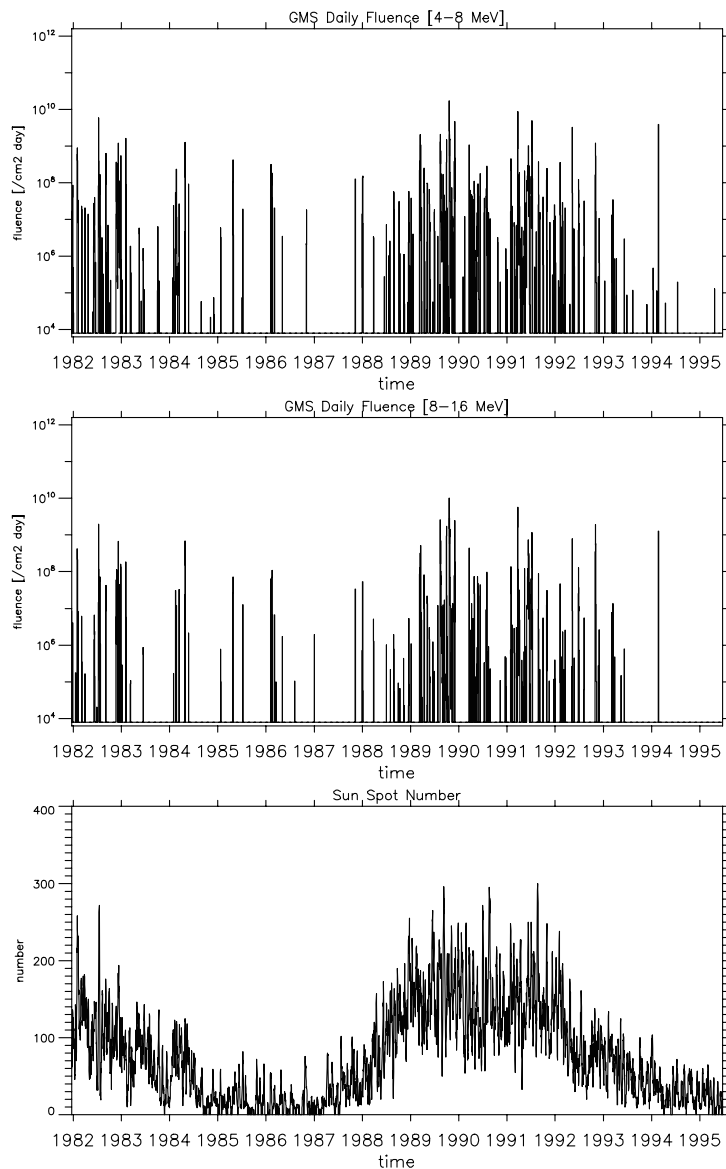 GMS Daily Fluence [4-8 MeV]
fluence [/cm2 day]
10^12
10^10
10^8
10^6
10^4
1982 1983 1984 1985 1986 1987 1988 1989 1990 1991 1992 1993 1994 1995
time
GMS Daily Fluence [8-16 MeV]
fluence [/cm2 day]
10^12
10^10
10^8
10^6
10^4
1982 1983 1984 1985 1986 1987 1988 1989 1990 1991 1992 1993 1994 1995
time
Sun Spot Number
number
400
300
200
100
0
1982 1983 1984 1985 1986 1987 1988 1989 1990 1991 1992 1993 1994 1995
time